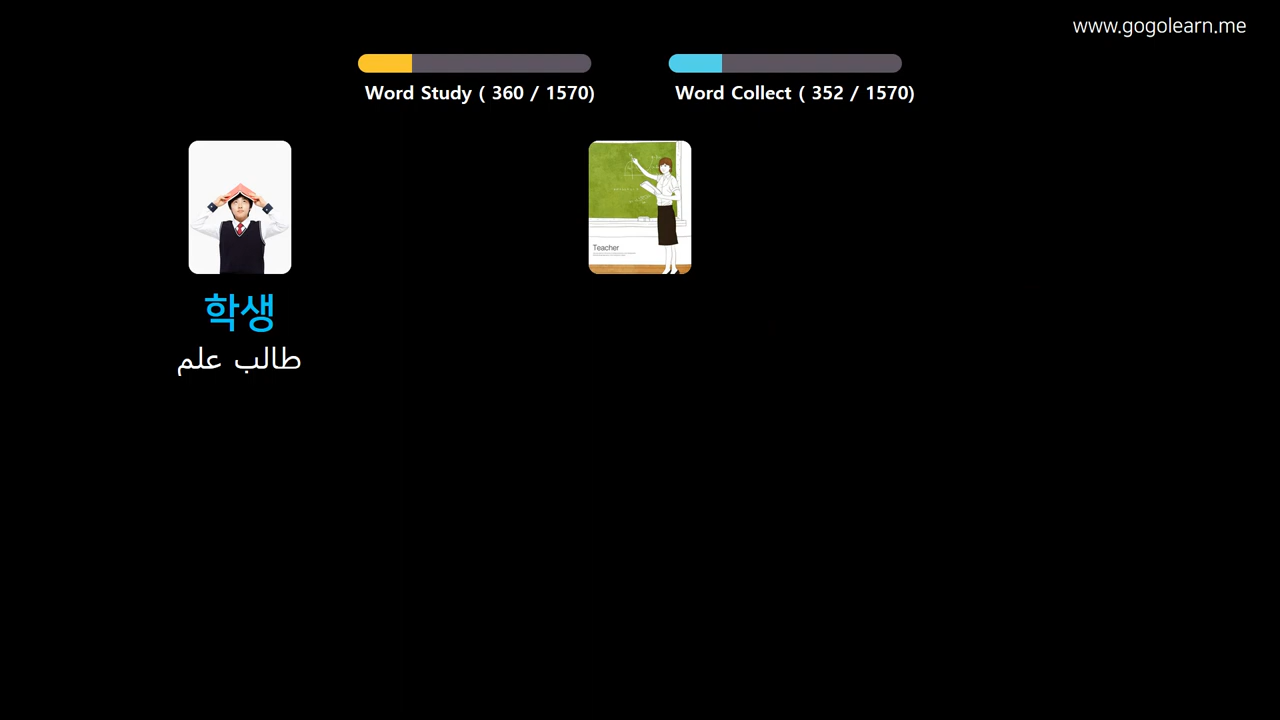 www.gogolearn.me
Word Study ( 360 / 1570)
Word Collect ( 352 / 1570)
Teacher
학생
طالب علم